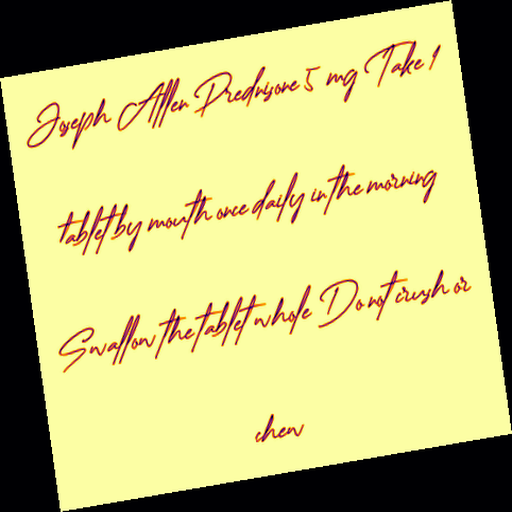 Joseph Allen Prednisone 5 mg Take 1
tablet by mouth once daily in the morning
Swallow the tablet whole Do not crush or
chew